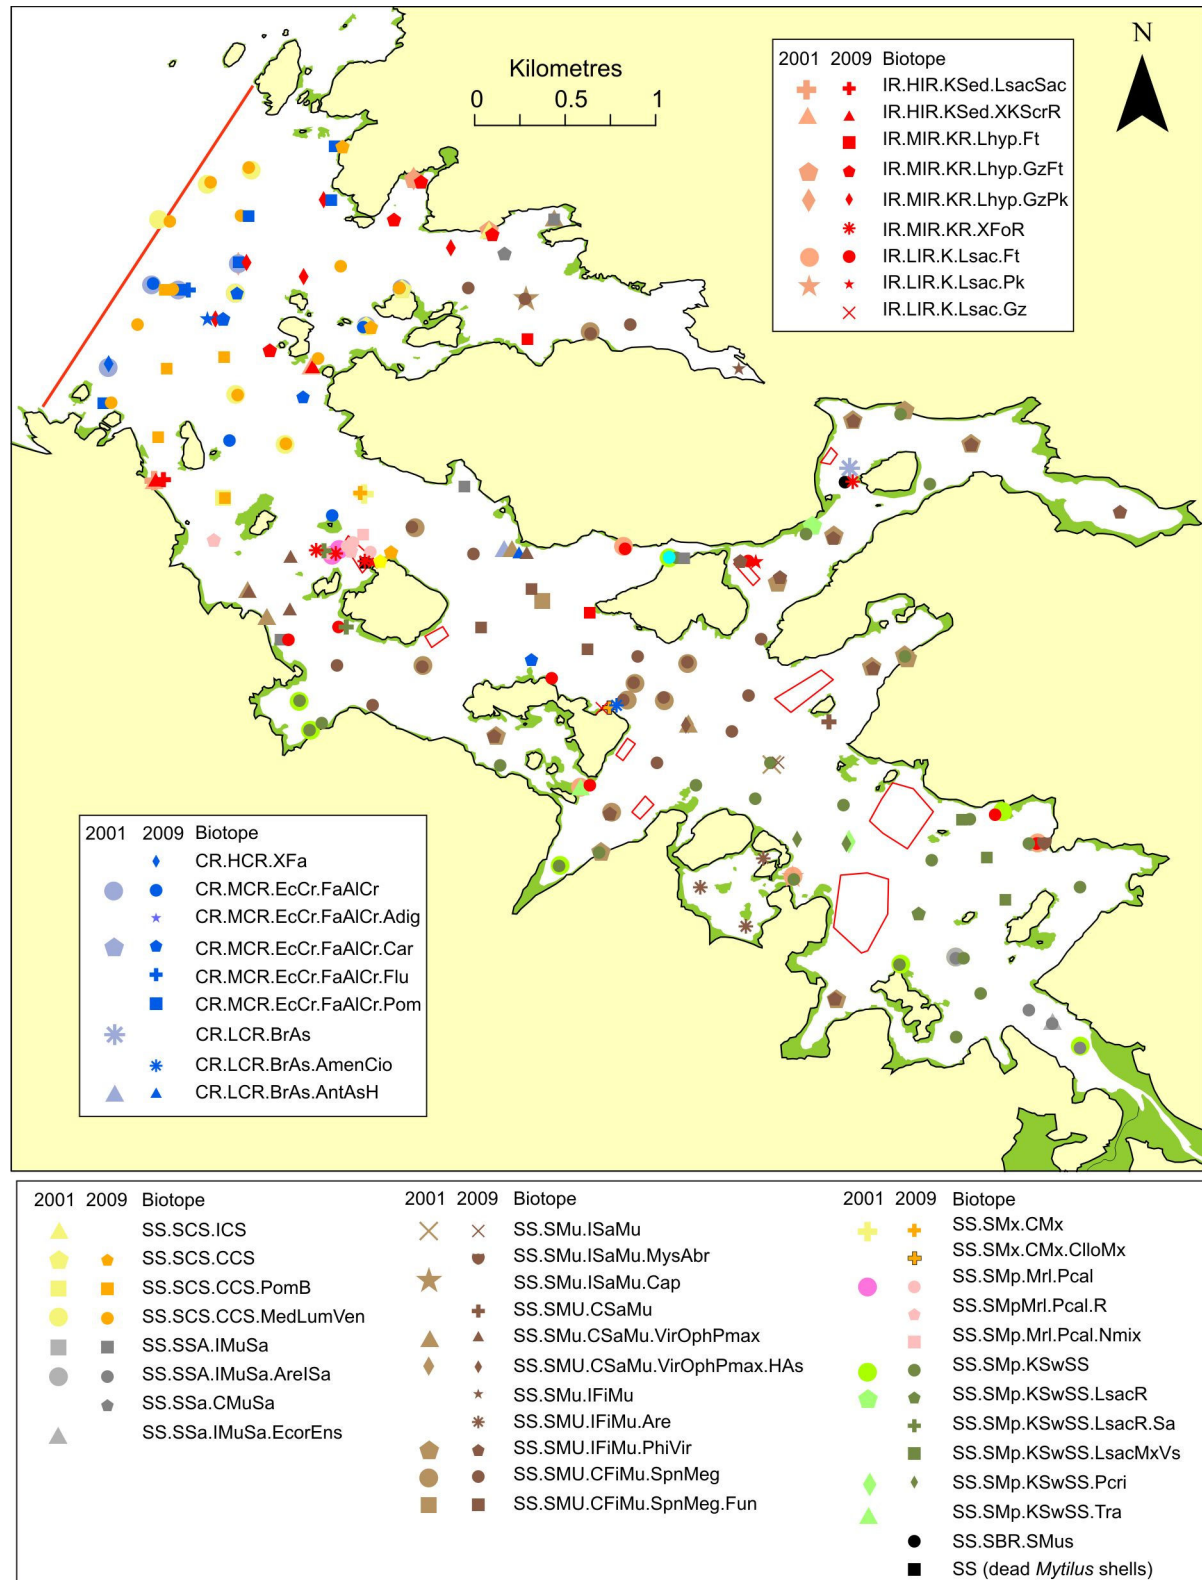 Kilometres
0 0.5 1
N
2001 2009 Biotope
IR.HIR.KSed.LsacSac
IR.HIR.KSed.XKScrR
IR.MIR.KR.Lhyp.Ft
IR.MIR.KR.Lhyp.GzFt
IR.MIR.KR.Lhyp.GzPk
IR.MIR.KR.XFoR
IR.LIR.K.Lsac.Ft
IR.LIR.K.Lsac.Pk
IR.LIR.K.Lsac.Gz
2001 2009 Biotope
CR.HCR.XFa
CR.MCR.EcCr.FaAlCr
CR.MCR.EcCr.FaAlCr.Adig
CR.MCR.EcCr.FaAlCr.Car
CR.MCR.EcCr.FaAlCr.Flu
CR.MCR.EcCr.FaAlCr.Pom
CR.LCR.BrAs
CR.LCR.BrAs.AmenCio
CR.LCR.BrAs.AntAsH
2001 2009 Biotope
SS.SCS.ICS
SS.SCS.CCS
SS.SCS.CCS.PomB
SS.SCS.CCS.MedLumVen
SS.SSA.IMuSa
SS.SSA.IMuSa.AreISa
SS.SSa.CMuSa
SS.SSa.IMuSa.EcorEns
2001 2009 Biotope
SS.SMu.ISaMu
SS.SMu.ISaMu.MysAbr
SS.SMu.ISaMu.Cap
SS.SMU.CSaMu
SS.SMu.CSaMu.VirOphPmax
SS.SMU.CSaMu.VirOphPmax.HAs
SS.SMu.IFiMu
SS.SMU.IFiMu.Are
SS.SMU.IFiMu.PhiVir
SS.SMU.CFiMu.SpnMeg
SS.SMU.CFiMu.SpnMeg.Fun
2001 2009 Biotope
SS.SMx.CMx
SS.SMx.CMx.ClloMx
SS.SMp.Mrl.Pcal
SS.SMpMrl.Pcal.R
SS.SMp.Mrl.Pcal.Nmix
SS.SMp.KSwSS
SS.SMp.KSwSS.LsacR
SS.SMp.KSwSS.LsacR.Sa
SS.SMp.KSwSS.LsacMxVs
SS.SMp.KSwSS.Pcri
SS.SMp.KSwSS.Tra
SS.SBR.SMus
SS (dead Mytilus shells)